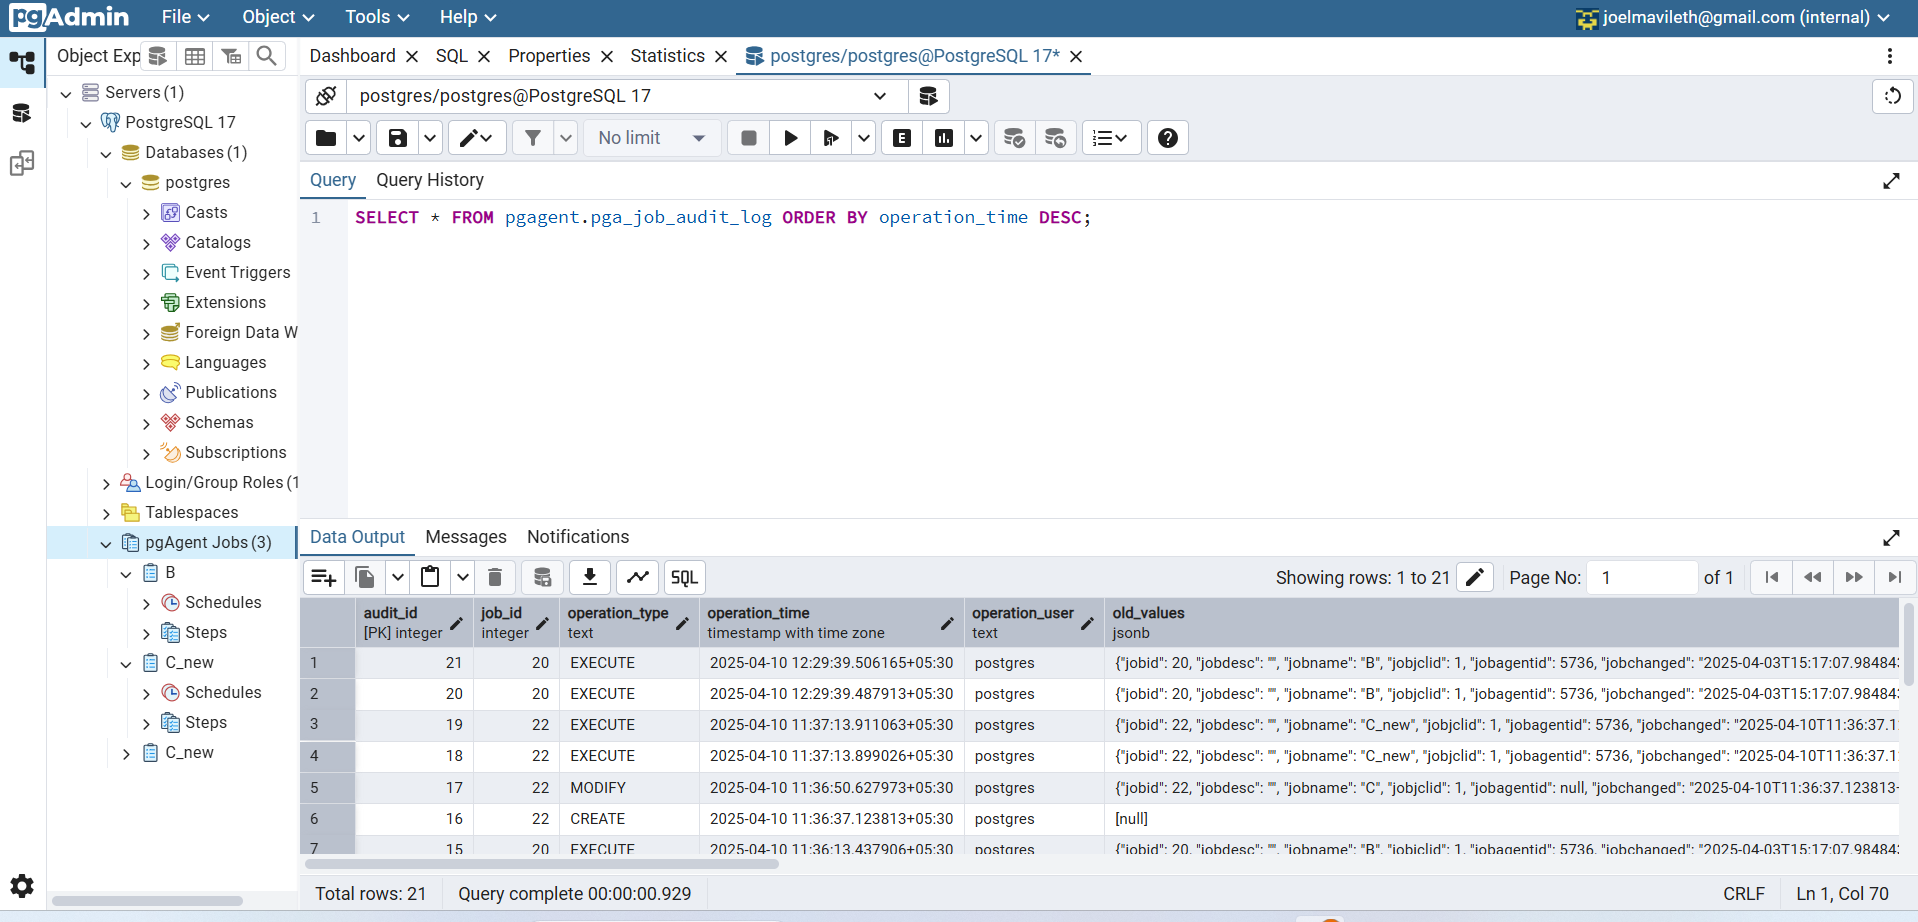 pgAdmin File Object Tools Help joelmavileth@gmail.com (internal)
Object Exp Dashboard SQL Properties Statistics postgres/postgres@PostgreSQL 17*
Servers (1)
PostgreSQL 17
Databases (1)
postgres
Casts
Catalogs
Event Triggers
Extensions
Foreign Data W
Languages
Publications
Schemas
Subscriptions
Login/Group Roles (1
Tablespaces
pgAgent Jobs (3)
B
Schedules
Steps
C_new
Schedules
Steps
C_new
postgres/postgres@PostgreSQL 17
No limit E
Query Query History
1 SELECT * FROM pgagent.pga_job_audit_log ORDER BY operation_time DESC;
Data Output Messages Notifications
SQL Showing rows: 1 to 21 Page No: 1 of 1
audit_id job_id operation_type operation_time operation_user old_values
[PK] integer integer text timestamp with time zone text jsonb
1 21 20 EXECUTE 2025-04-10 12:29:39.506165+05:30 postgres {"jobid": 20, "jobdesc": "", "jobname": "B", "jobjclid": 1, "jobagentid": 5736, "jobchanged": "2025-04-03T15:17:07.984843
2 20 20 EXECUTE 2025-04-10 12:29:39.487913+05:30 postgres {"jobid": 20, "jobdesc": "", "jobname": "B", "jobjclid": 1, "jobagentid": 5736, "jobchanged": "2025-04-03T15:17:07.984843
3 19 22 EXECUTE 2025-04-10 11:37:13.911063+05:30 postgres {"jobid": 22, "jobdesc": "", "jobname": "C_new", "jobjclid": 1, "jobagentid": 5736, "jobchanged": "2025-04-10T11:36:37.1
4 18 22 EXECUTE 2025-04-10 11:37:13.899026+05:30 postgres {"jobid": 22, "jobdesc": "", "jobname": "C_new", "jobjclid": 1, "jobagentid": 5736, "jobchanged": "2025-04-10T11:36:37.1
5 17 22 MODIFY 2025-04-10 11:36:50.627973+05:30 postgres {"jobid": 22, "jobdesc": "", "jobname": "C", "jobjclid": 1, "jobagentid": null, "jobchanged": "2025-04-10T11:36:37.123813+
6 16 22 CREATE 2025-04-10 11:36:37.123813+05:30 postgres [null]
7 15 20 EXECUTE 2025-04-10 11:36:13.437906+05:30 postgres {"jobid": 20, "jobdesc": "", "jobname": "B", "jobjclid": 1, "jobagentid": 5736, "jobchanged": "2025-04-03T15:17:07.984843
Total rows: 21 Query complete 00:00:00.929 CRLF Ln 1, Col 70